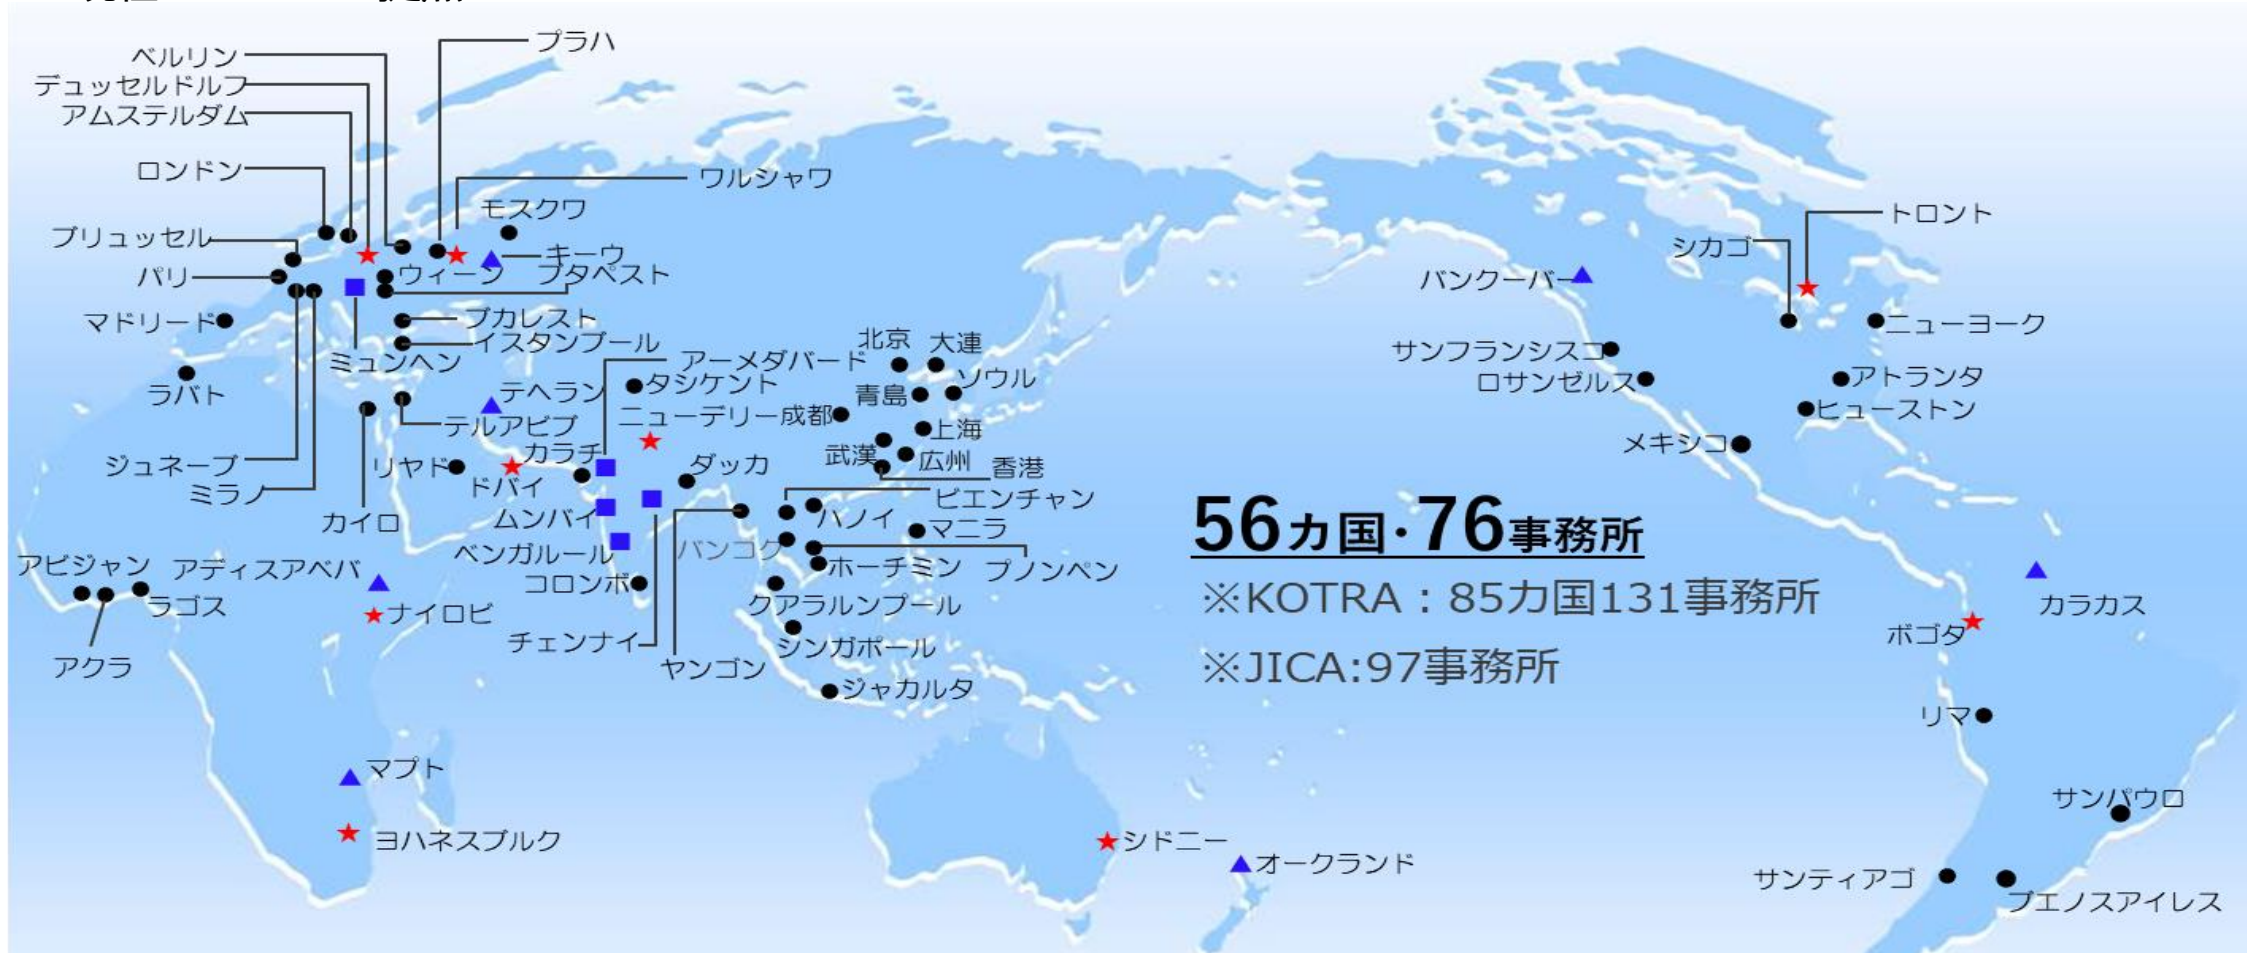 プラハ
ベルリン
デュッセルドルフ
アムステルダム
ロンドン
ワルシャワ
モスクワ
ブリュッセル
キーウ
パリ
ウィーン
ブタペスト
マドリード
ブカレスト
イスタンブール
ミュンヘン
ラバト
アーメダバード
タシケント
テヘラン
ニューデリー
テルアビブ
カラチ
ジュネーブ
ミラノ
リヤド
ドバイ
カイロ
ムンバイ
ベンガルール
コロンボ
チェンナイ
ダッカ
ヤンゴン
北京
大連
ソウル
青島
成都
上海
武漢
広州
香港
ビエンチャン
ハノイ
マニラ
バンコク
ホーチミン
プノンペン
クアラルンプール
シンガポール
ジャカルタ
アビジャン
アディスアベバ
ラゴス
ナイロビ
アクラ
マプト
ヨハネスブルク
シドニー
オークランド
56カ国・76事務所
※KOTRA：85カ国131事務所
※JICA:97事務所
トロント
シカゴ
バンクーバー
ニューヨーク
サンフランシスコ
ロサンゼルス
アトランタ
ヒューストン
メキシコ
カラカス
ボゴタ
リマ
サンパウロ
サンティアゴ
ブエノスアイレス